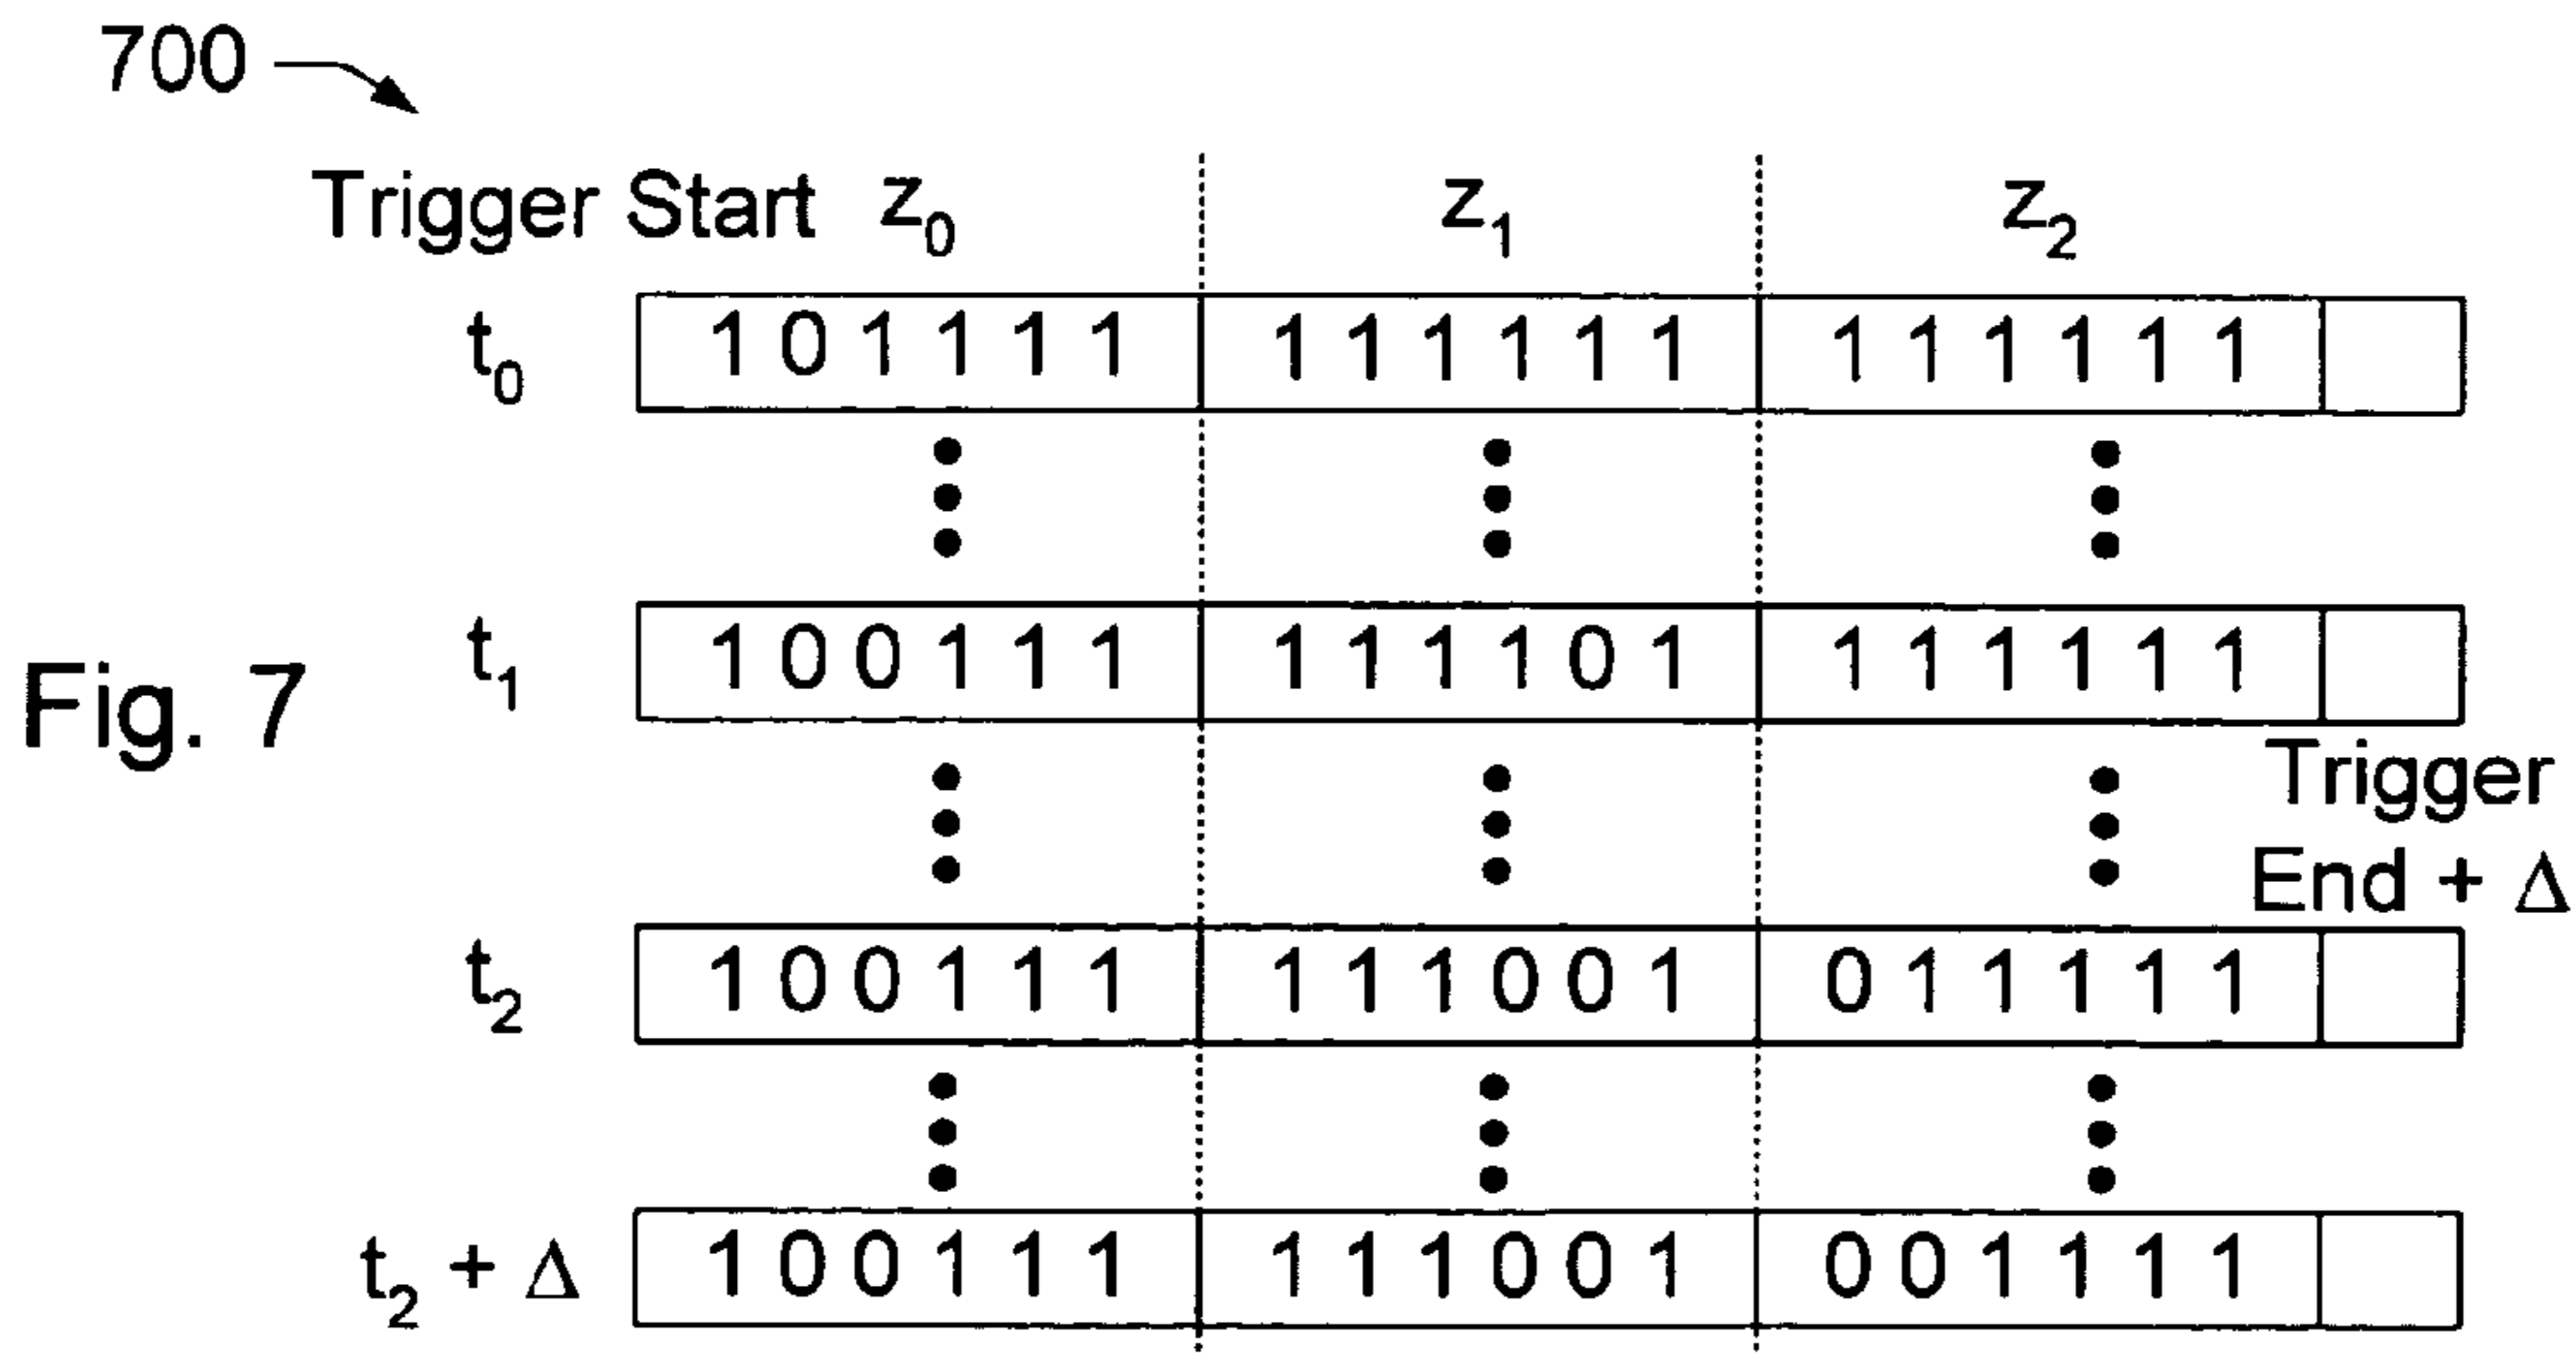 700
Trigger Start z0 z1 z2
t0 1 0 1 1 1 1 1 1 1 1 1 1 1 1 1 1 1 1
Fig. 7
t1 1 0 0 1 1 1 1 1 1 1 0 1 1 1 1 1 1 1
Trigger
End + Δ
t2 1 0 0 1 1 1 1 1 1 0 0 1 0 1 1 1 1 1
t2 + Δ 1 0 0 1 1 1 1 1 1 0 0 1 0 0 1 1 1 1